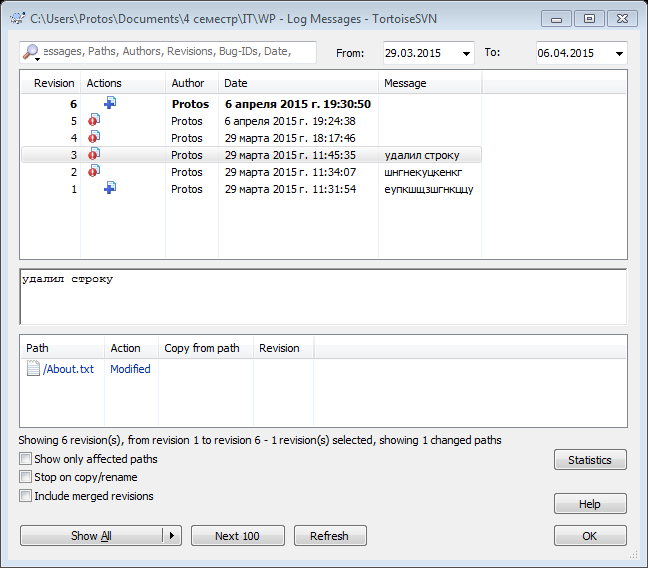 C:\Users\Protos\Documents\4 семестр\IT\WP - Log Messages - TortoiseSVN
essages, Paths, Authors, Revisions, Bug-IDs, Date, From: 29.03.2015 To: 06.04.2015
Revision Actions Author Date Message
6 Protos 6 апреля 2015 г. 19:30:50
5 Protos 6 апреля 2015 г. 19:24:38
4 Protos 29 марта 2015 г. 18:17:46
3 Protos 29 марта 2015 г. 11:45:35 удалил строку
2 Protos 29 марта 2015 г. 11:34:07 шнгнекуцкенкг
1 Protos 29 марта 2015 г. 11:31:54 еупкшщзшгнкццу
удалил строку
Path Action Copy from path Revision
/About.txt Modified
Showing 6 revision(s), from revision 1 to revision 6 - 1 revision(s) selected, showing 1 changed paths
Show only affected paths
Statistics
Stop on copy/rename
Include merged revisions
Help
Show All Next 100 Refresh OK